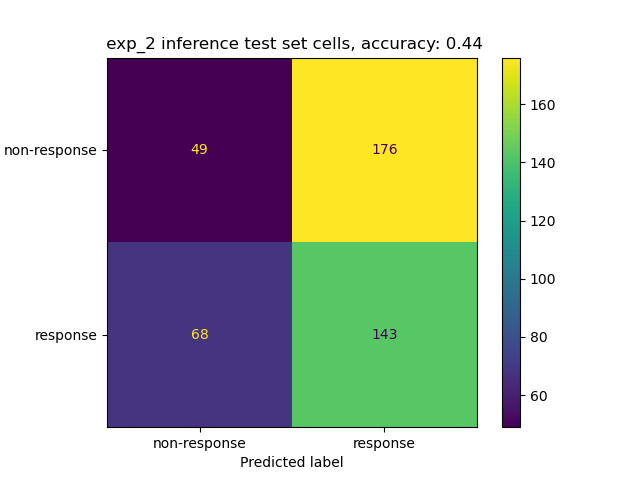 exp_2 inference test set cells, accuracy: 0.44
non-response
49
176
response
68
143
non-response
response
Predicted label
160
140
120
100
80
60